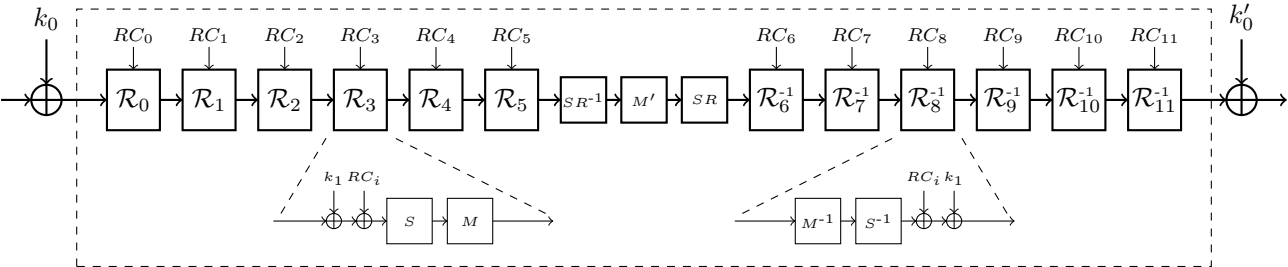 k₀ k′₀
RC₀ RC₁ RC₂ RC₃ RC₄ RC₅ RC₆ RC₇ RC₈ RC₉ RC₁₀ RC₁₁
R₀ R₁ R₂ R₃ R₄ R₅ SR⁻¹ M′ SR R₆⁻¹ R₇⁻¹ R₈⁻¹ R₉⁻¹ R₁₀⁻¹ R₁₁⁻¹
k₁ RCᵢ RCᵢ k₁
S M M⁻¹ S⁻¹